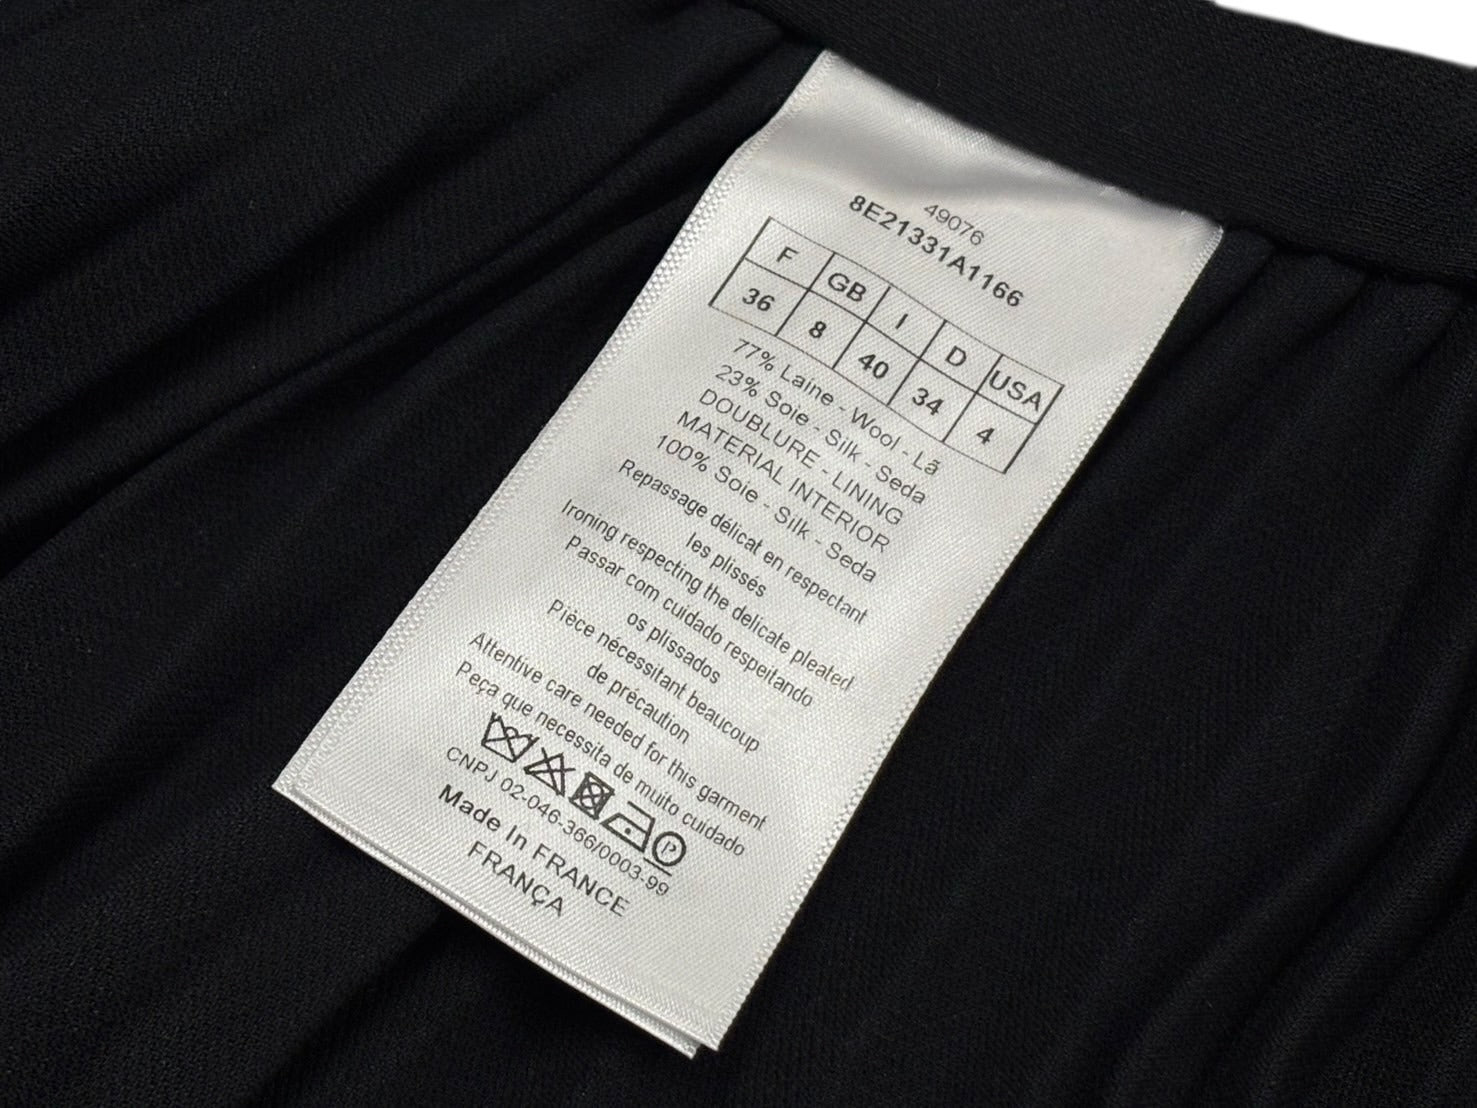 49076
8E21331A1166
F GB I D USA
36 8 40 34 4
77% Laine - Wool - Lã
23% Soie - Silk - Seda
DOUBLURE - LINING
MATERIAL INTERIOR
100% Soie - Silk - Seda
Repassage délicat en respectant
les plissés
Ironing respecting the delicate pleated
Passar com cuidado respeitando
os plissados
Pièce nécessitant beaucoup
de précaution
Attentive care needed for this garment
Peça que necessita de muito cuidado
P
CNPJ 02-046-366/0003-99
Made In FRANCE
FRANÇA